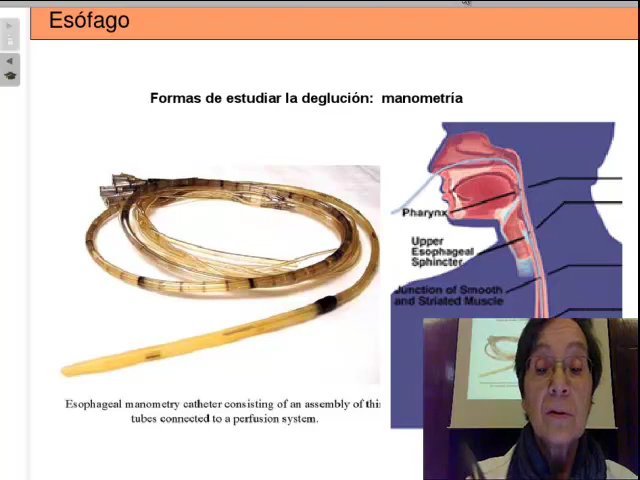 Esófago
Formas de estudiar la deglución: manometría
Pharynx
Upper
Esophageal
Sphincter
Junction of Smooth
and Striated Muscle
Esophageal manometry catheter consisting of an assembly of thin
tubes connected to a perfusion system.